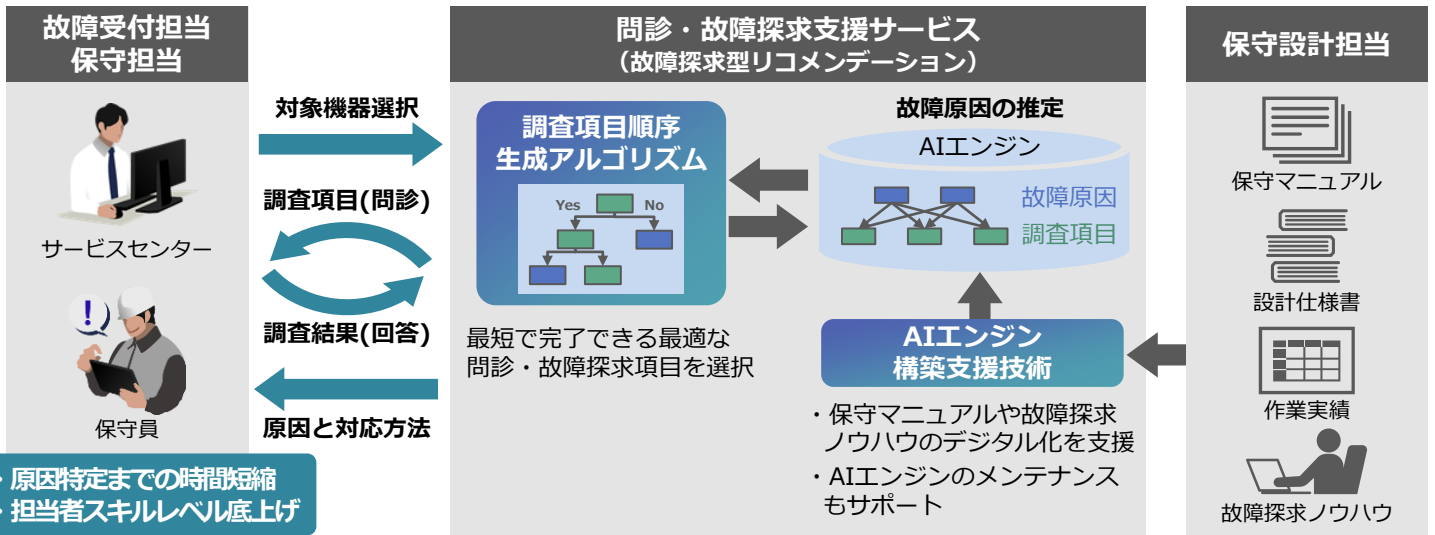 故障受付担当
保守担当
サービスセンター
保守員
・原因特定までの時間短縮
・担当者スキルレベル底上げ
対象機器選択
調査項目(問診)
調査結果(回答)
原因と対応方法
問診・故障探求支援サービス
（故障探求型リコメンデーション）
調査項目順序
生成アルゴリズム
Yes
No
最短で完了できる最適な
問診・故障探求項目を選択
故障原因の推定
AIエンジン
故障原因
調査項目
AIエンジン
構築支援技術
・保守マニュアルや故障探求
ノウハウのデジタル化を支援
・AIエンジンのメンテナンス
もサポート
保守設計担当
保守マニュアル
設計仕様書
作業実績
故障探求ノウハウ